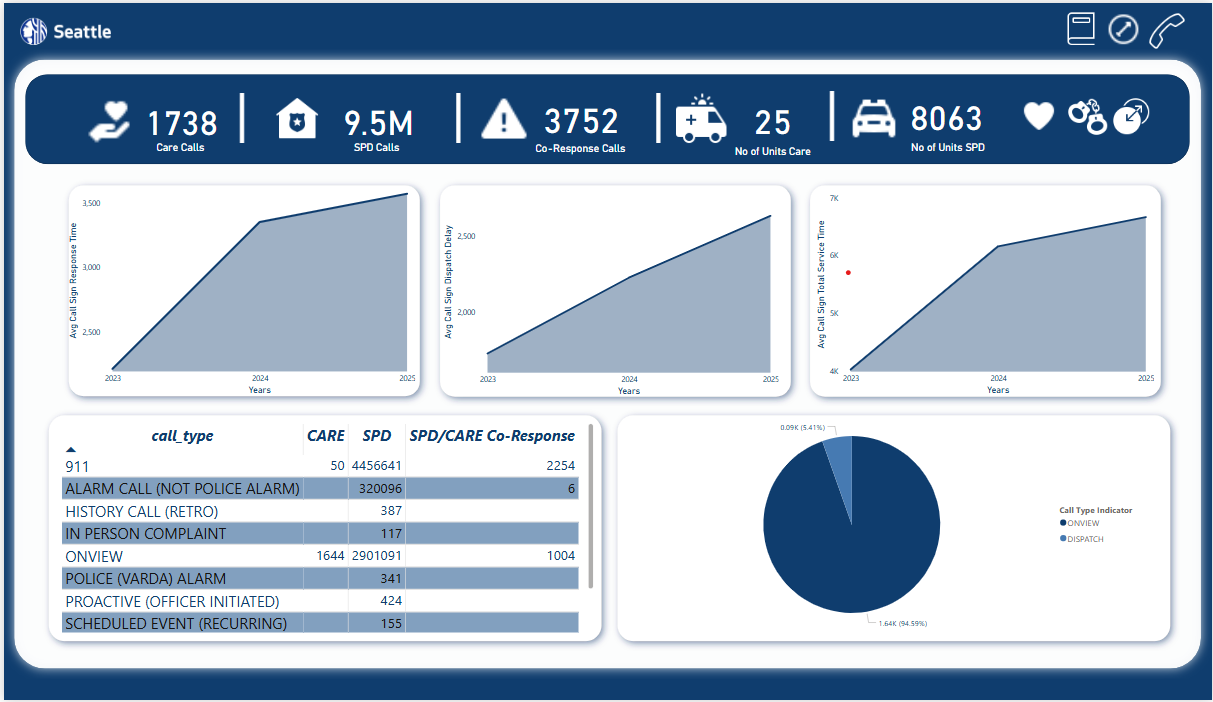 Seattle
1738
Care Calls
9.5M
SPD Calls
3752
Co-Response Calls
25
No of Units Care
8063
No of Units SPD
Avg Call Sign Response Time
3,500
3,000
2,500
2023 2024 2025
Years
Avg Call Sign Dispatch Delay
2,500
2,000
2023 2024 2025
Years
Avg Call Sign Total Service Time
7K
6K
5K
4K
2023 2024 2025
Years
call_type CARE SPD SPD/CARE Co-Response
911 50 4456641 2254
ALARM CALL (NOT POLICE ALARM) 320096 6
HISTORY CALL (RETRO) 387
IN PERSON COMPLAINT 117
ONVIEW 1644 2901091 1004
POLICE (VARDA) ALARM 341
PROACTIVE (OFFICER INITIATED) 424
SCHEDULED EVENT (RECURRING) 155
0.09K (5.41%)
1.64K (94.59%)
Call Type Indicator
ONVIEW
DISPATCH